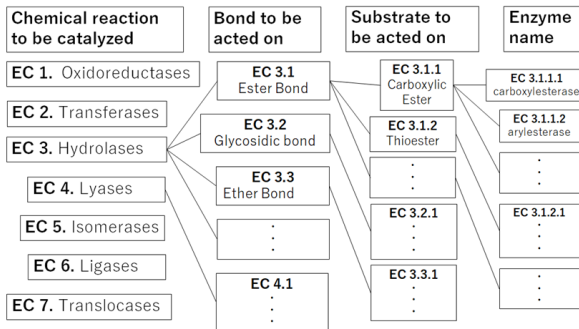 Chemical reaction
to be catalyzed
EC 1. Oxidoreductases
EC 2. Transferases
EC 3. Hydrolases
EC 4. Lyases
EC 5. Isomerases
EC 6. Ligases
EC 7. Translocases
Bond to be
acted on
EC 3.1
Ester Bond
EC 3.2
Glycosidic bond
EC 3.3
Ether Bond
EC 4.1
Substrate to
be acted on
EC 3.1.1
Carboxylic
Ester
EC 3.1.2
Thioester
EC 3.2.1
EC 3.3.1
Enzyme
name
EC 3.1.1.1
carboxylesterase
EC 3.1.1.2
arylesterase
EC 3.1.2.1